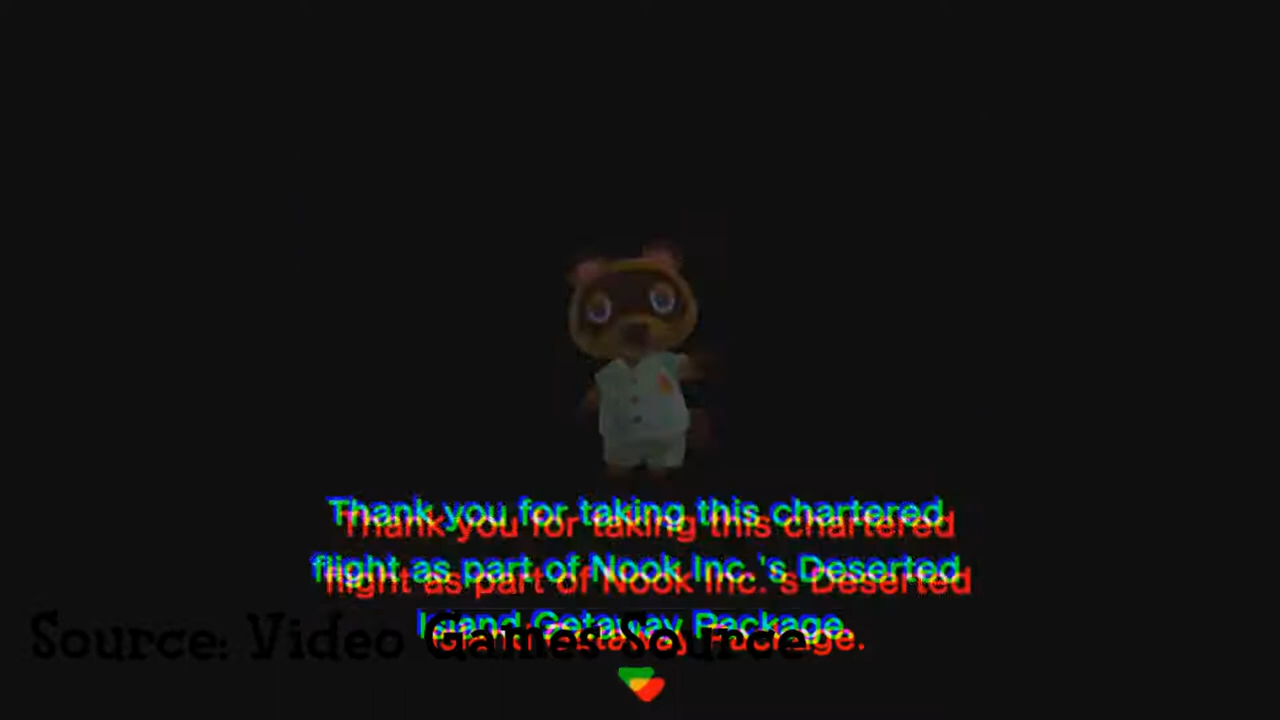 Thank you for taking this chartered
flight as part of Nook Inc.'s Deserted
Island Getaway Package.
Source: Video Games Source